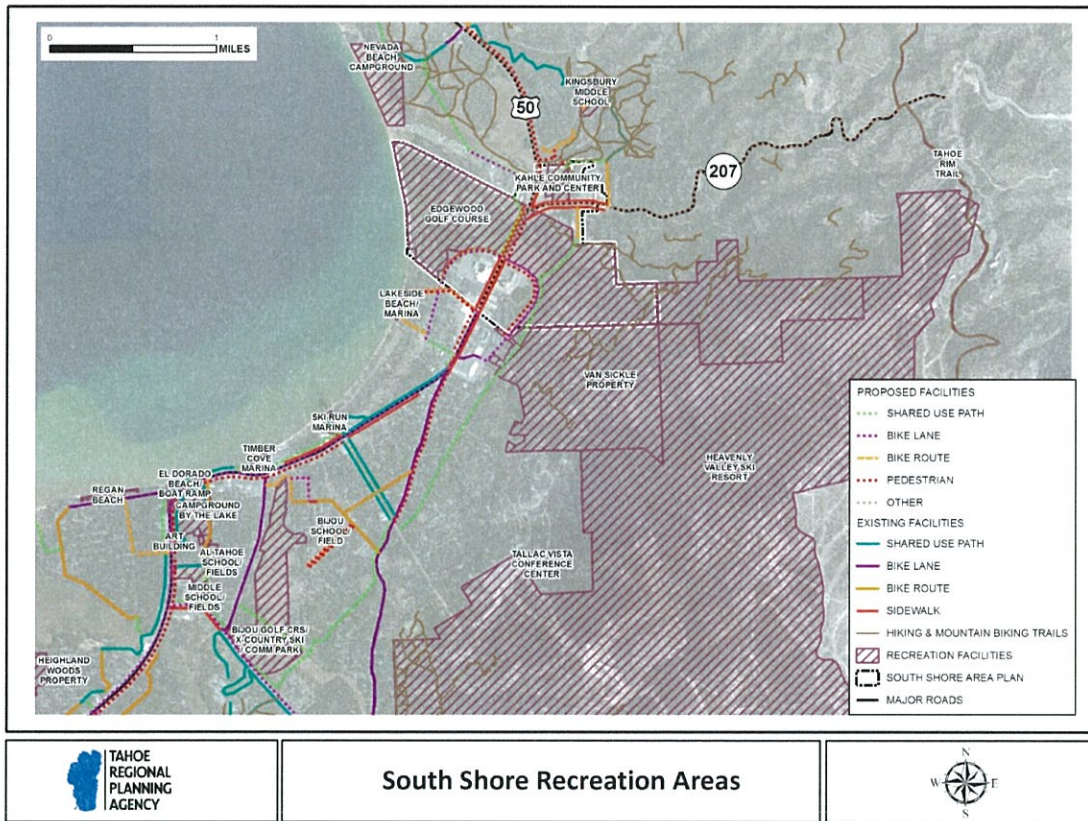 0 1
MILES
NEVADA
BEACH
CAMPGROUND
50
KINGSBURY
MIDDLE
SCHOOL
207
TAHOE
RIM
TRAIL
KAHLE COMMUNITY
PARK AND CENTER
EDGEWOOD
GOLF COURSE
LAKESIDE
BEACH/
MARINA
VAN SICKLE
PROPERTY
SKI RUN
MARINA
TIMBER
COVE
MARINA
HEAVENLY
VALLEY SKI
RESORT
EL DORADO
BEACH/
BOAT RAMP
REGAN
BEACH
CAMPGROUND
BY THE LAKE
ART
BUILDING
BIJOU
SCHOOL/
FIELD
AL TAHOE
SCHOOL/
FIELDS
TALLAC VISTA
CONFERENCE
CENTER
MIDDLE
SCHOOL
/FIELDS
BIJOU GOLF CRS/
X-COUNTRY SKI
/ COMM PARK
HEIGHLAND
WOODS
PROPERTY
PROPOSED FACILITIES
SHARED USE PATH
BIKE LANE
BIKE ROUTE
PEDESTRIAN
OTHER
EXISTING FACILITIES
SHARED USE PATH
BIKE LANE
BIKE ROUTE
SIDEWALK
HIKING & MOUNTAIN BIKING TRAILS
RECREATION FACILITIES
SOUTH SHORE AREA PLAN
MAJOR ROADS
TAHOE
REGIONAL
PLANNING
AGENCY
South Shore Recreation Areas
N
W E
S